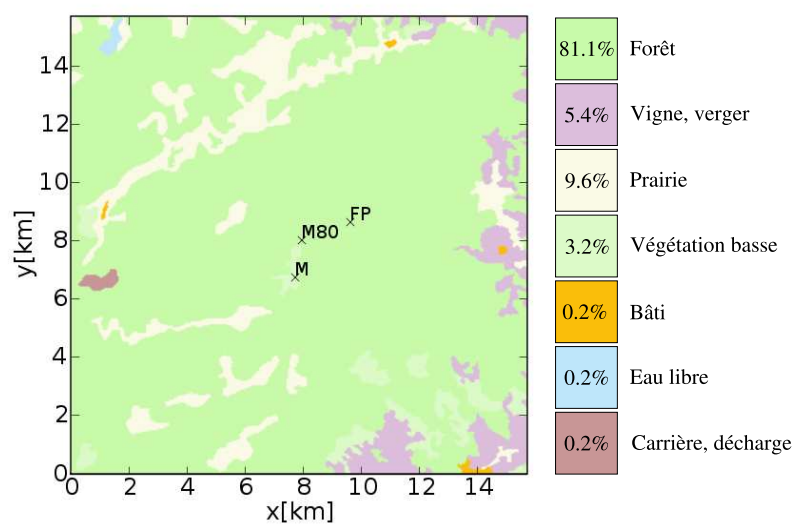 14
12
10
8
6
4
2
0
y[km]
0 2 4 6 8 10 12 14
x[km]
M80
FP
M
81.1% Forêt
5.4% Vigne, verger
9.6% Prairie
3.2% Végétation basse
0.2% Bâti
0.2% Eau libre
0.2% Carrière, décharge